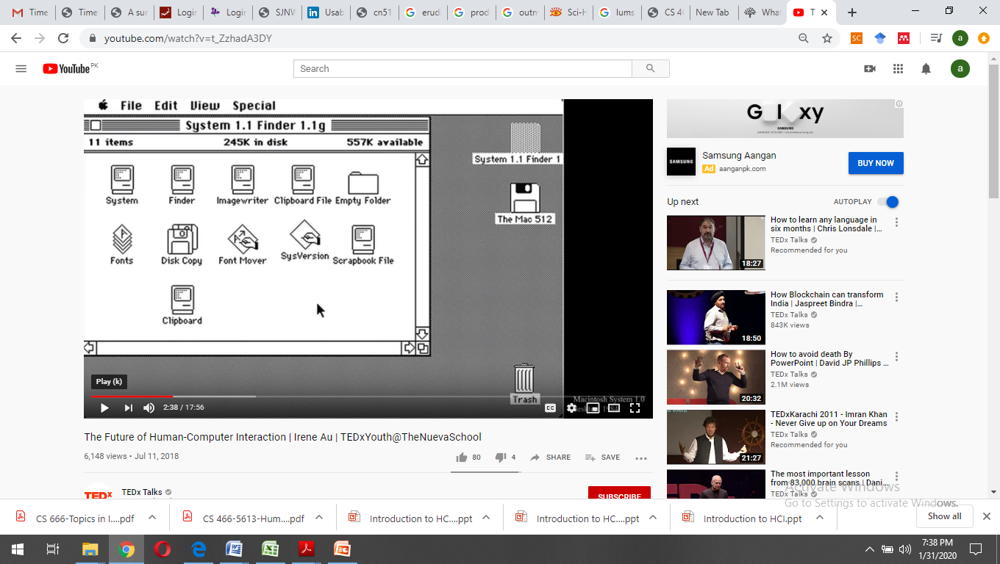 Time
Time
A sur
Login
Login
SJNW
Usab
cn51
erud
prod
outm
Sci-H
lums
CS 4
New Tab
What
T
youtube.com/watch?v=t_ZzhadA3DY
SC
a
YouTube PK
Search
a
File Edit View Special
System 1.1 Finder 1.1g
11 items 245K in disk 557K available
System 1.1 Finder 1
System Finder Imagewriter Clipboard File Empty Folder
The Mac 512
Fonts Disk Copy Font Mover SysVersion Scrapbook File
Clipboard
Trash
Macintosh System 1.0
Play (k)
2:38 / 17:56
CC
The Future of Human-Computer Interaction | Irene Au | TEDxYouth@TheNuevaSchool
6,148 views • Jul 11, 2018
80 4 SHARE SAVE
TEDx
TEDx Talks
SUBSCRIBE
SAMSUNG
SAMSUNG
Samsung Aangan
Ad aanganpk.com
BUY NOW
Up next
AUTOPLAY
How to learn any language in
six months | Chris Lonsdale |...
TEDx Talks
Recommended for you
18:27
How Blockchain can transform
India | Jaspreet Bindra |...
TEDx Talks
843K views
18:50
How to avoid death By
PowerPoint | David JP Phillips ...
TEDx Talks
2.1M views
20:32
TEDxKarachi 2011 - Imran Khan
- Never Give up on Your Dreams
TEDx Talks
Recommended for you
21:27
The most important lesson
from 83,000 brain scans | Dani...
TEDx Talks
Activate Windows
Go to Settings to activate Windows.
CS 666-Topics in I....pdf
CS 466-5613-Hum....pdf
Introduction to HC....ppt
Introduction to HC....ppt
Introduction to HCI.ppt
Show all
7:38 PM
1/31/2020